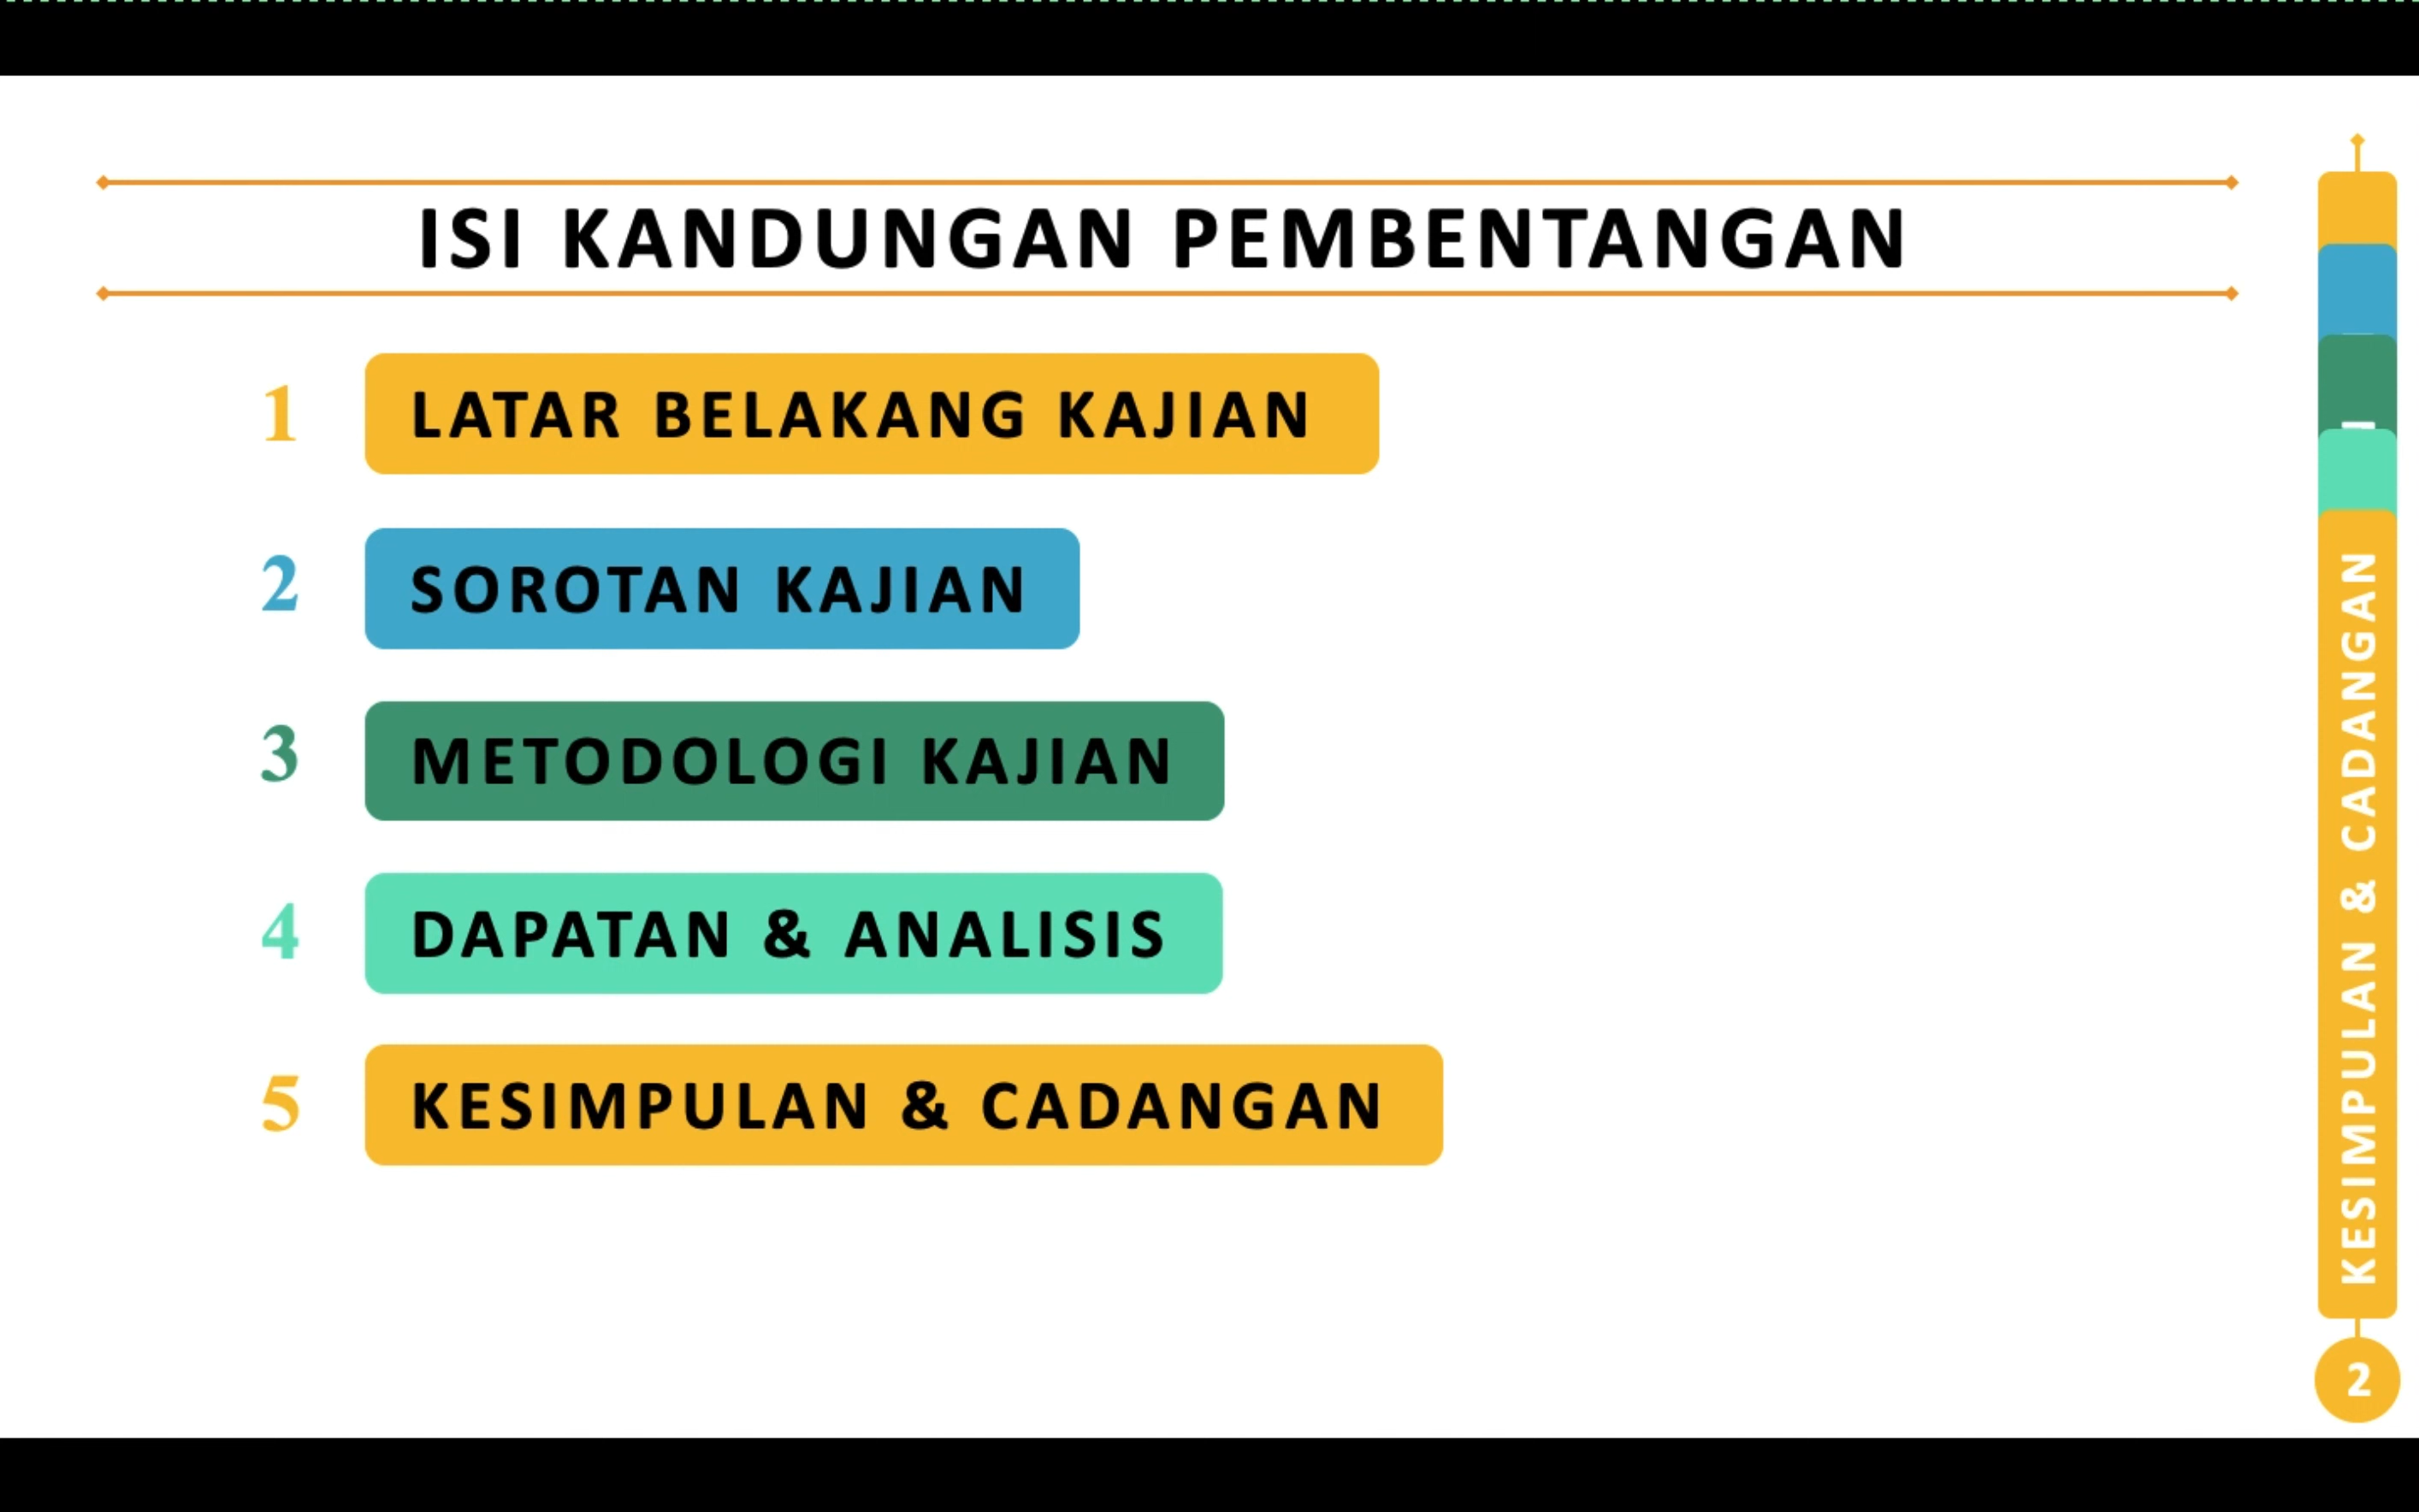 ISI KANDUNGAN PEMBENTANGAN
1 LATAR BELAKANG KAJIAN
2 SOROTAN KAJIAN
3 METODOLOGI KAJIAN
4 DAPATAN & ANALISIS
5 KESIMPULAN & CADANGAN
KESIMPULAN & CADANGAN
2